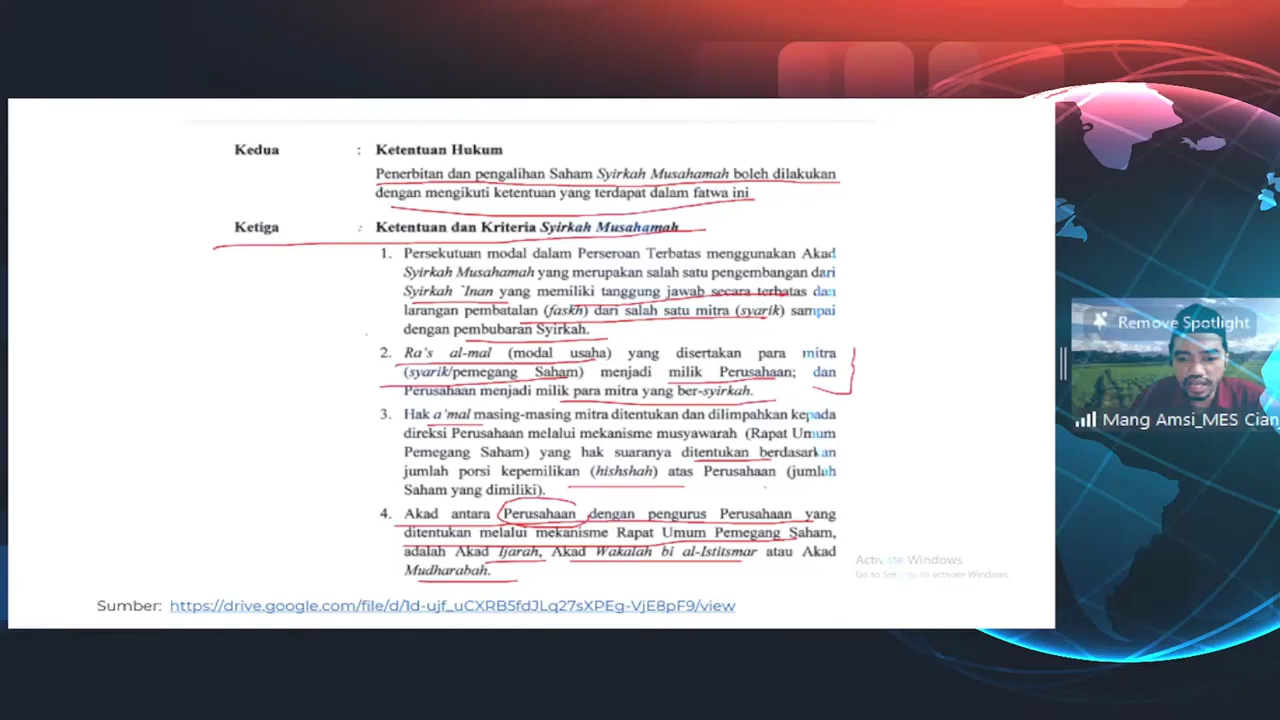 Kedua : Ketentuan Hukum
Penerbitan dan pengalihan Saham Syirkah Musahamah boleh dilakukan
dengan mengikuti ketentuan yang terdapat dalam fatwa ini
Ketiga : Ketentuan dan Kriteria Syirkah Musahamah
1. Persekutuan modal dalam Perseroan Terbatas menggunakan Akad
Syirkah Musahamah yang merupakan salah satu pengembangan dari
Syirkah `Inan yang memiliki tanggung jawab secara terbatas dan
larangan pembatalan (faskh) dari salah satu mitra (syarik) sampai
dengan pembubaran Syirkah.
2. Ra's al-mal (modal usaha) yang disertakan para mitra
(syarik/pemegang Saham) menjadi milik Perusahaan; dan
Perusahaan menjadi milik para mitra yang ber-syirkah.
3. Hak a'mal masing-masing mitra ditentukan dan dilimpahkan kepada
direksi Perusahaan melalui mekanisme musyawarah (Rapat Umum
Pemegang Saham) yang hak suaranya ditentukan berdasarkan
jumlah porsi kepemilikan (hishshah) atas Perusahaan (jumlah
Saham yang dimiliki).
4. Akad antara Perusahaan dengan pengurus Perusahaan yang
ditentukan melalui mekanisme Rapat Umum Pemegang Saham,
adalah Akad Ijarah, Akad Wakalah bi al-Istitsmar atau Akad
Mudharabah.
Activate Windows
Go to Settings to activate Windows.
Sumber: https://drive.google.com/file/d/1d-ujf_uCXRB5fdJLq27sXPEg-VjE8pF9/view
Remove Spotlight
Mang Amsi_MES Cian